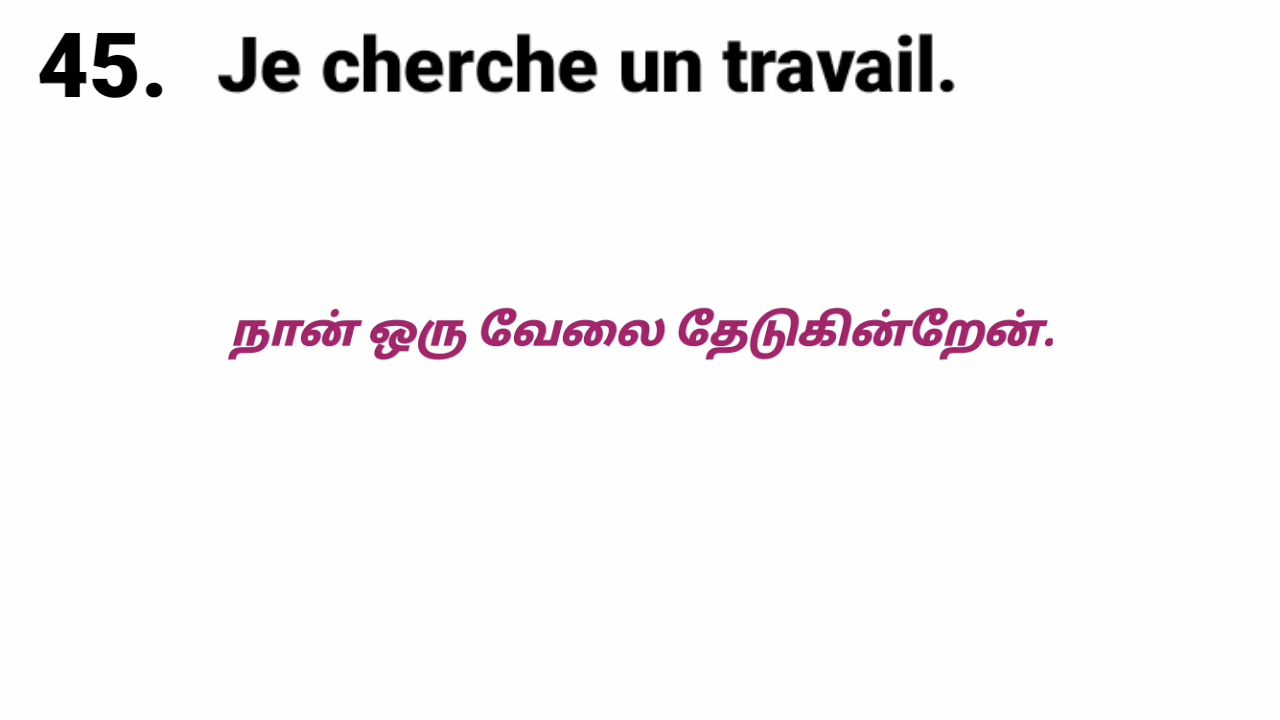 45. Je cherche un travail.
நான் ஒரு வேலை தேடுகின்றேன்.